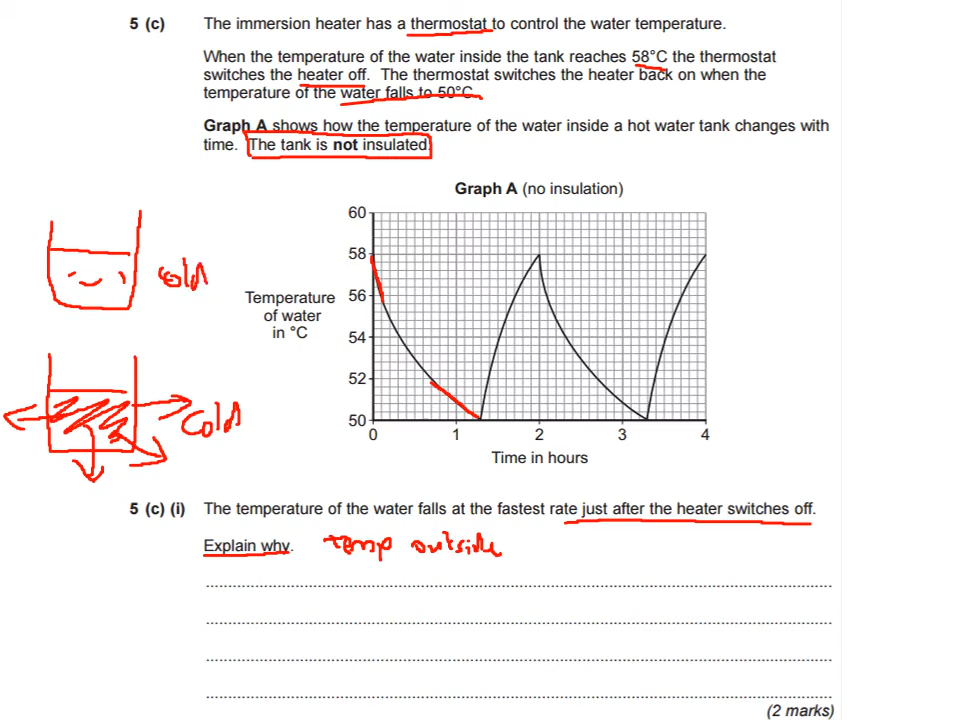 5 (c) The immersion heater has a thermostat to control the water temperature.
When the temperature of the water inside the tank reaches 58°C the thermostat
switches the heater off. The thermostat switches the heater back on when the
temperature of the water falls to 50°C.
Graph A shows how the temperature of the water inside a hot water tank changes with
time. The tank is not insulated.
Graph A (no insulation)
60
58
56
54
52
50
Temperature
of water
in °C
0 1 2 3 4
Time in hours
cold
cold
5 (c) (i) The temperature of the water falls at the fastest rate just after the heater switches off.
Explain why. temp outside
(2 marks)